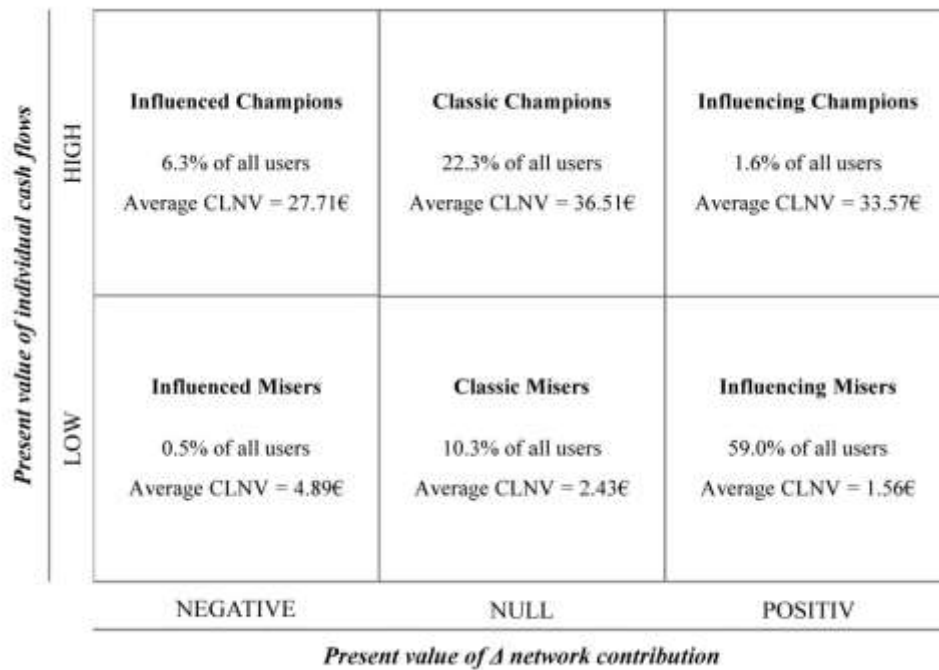 Present value of individual cash flows
HIGH
Influenced Champions
6.3% of all users
Average CLNV = 27.71€
Classic Champions
22.3% of all users
Average CLNV = 36.51€
Influencing Champions
1.6% of all users
Average CLNV = 33.57€
LOW
Influenced Misers
0.5% of all users
Average CLNV = 4.89€
Classic Misers
10.3% of all users
Average CLNV = 2.43€
Influencing Misers
59.0% of all users
Average CLNV = 1.56€
NEGATIVE
NULL
POSITIV
Present value of Δ network contribution